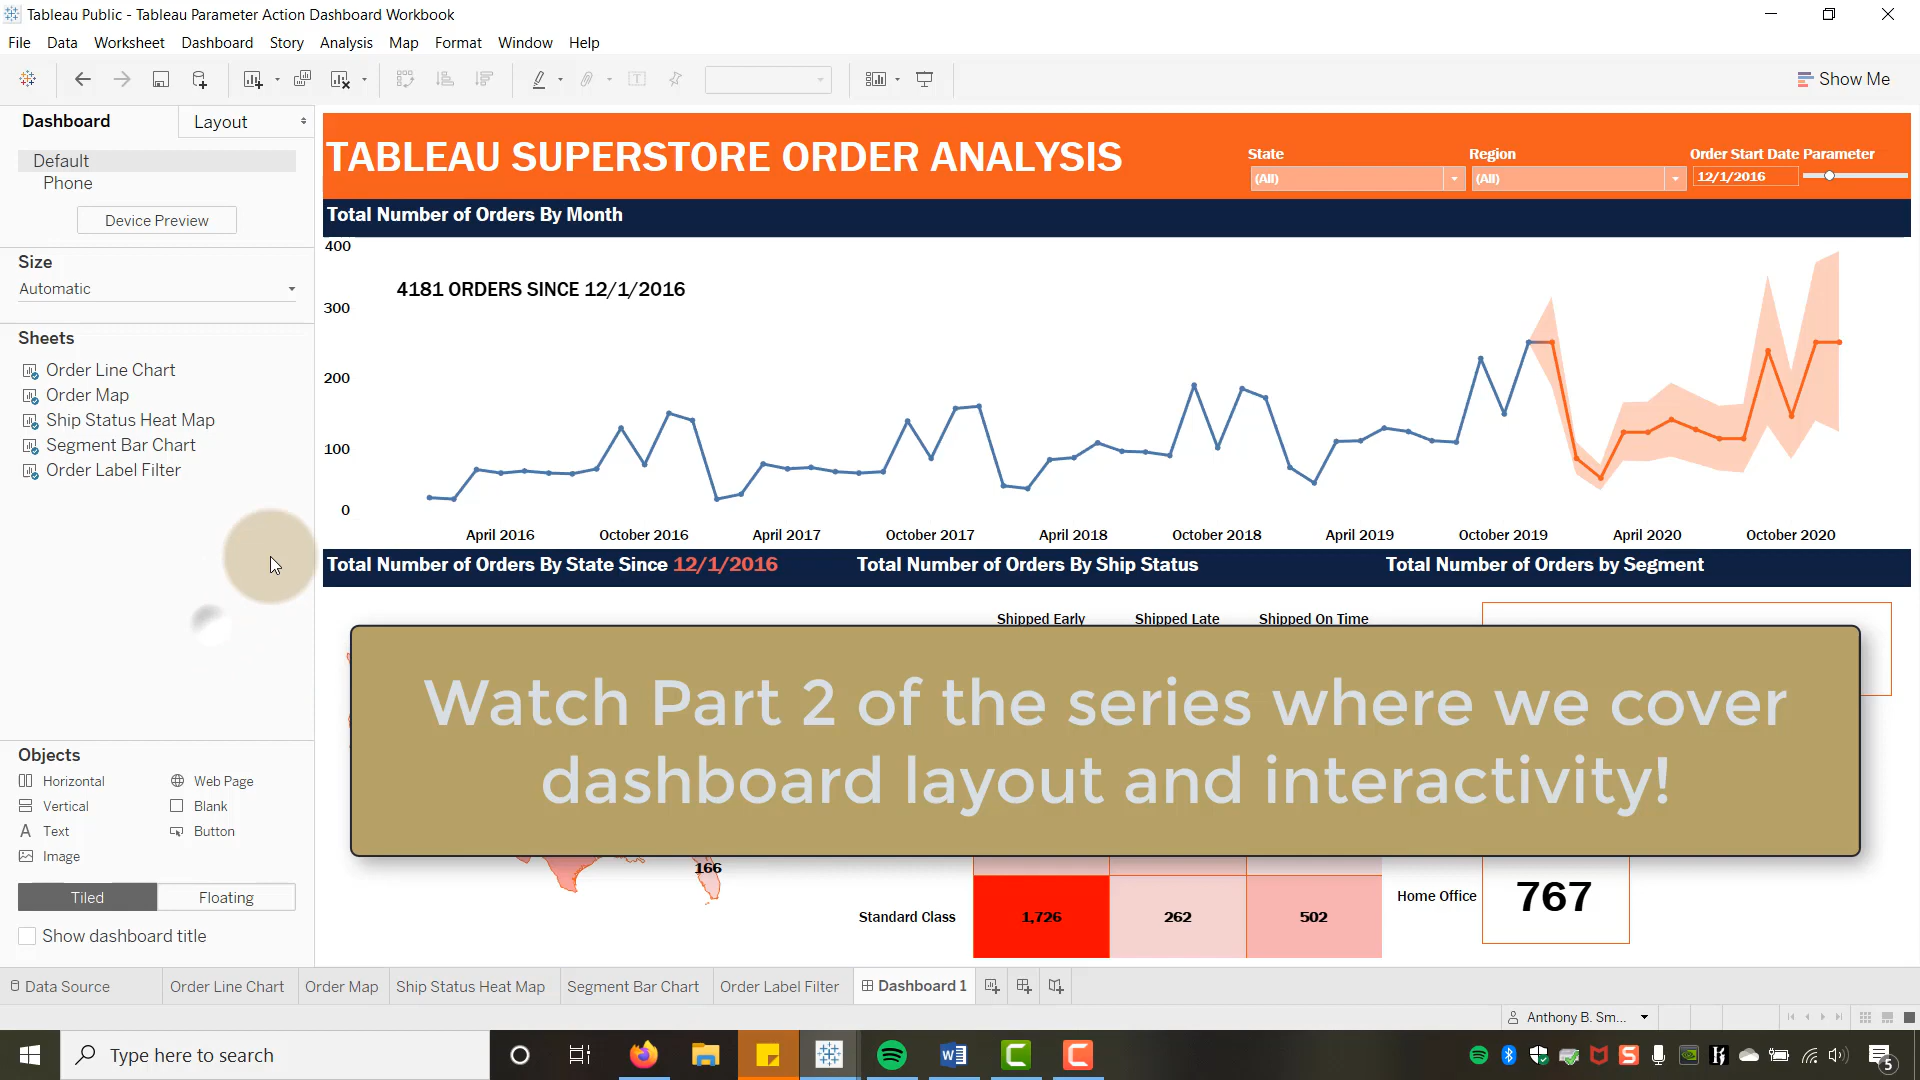 Tableau Public - Tableau Parameter Action Dashboard Workbook
File Data Worksheet Dashboard Story Analysis Map Format Window Help
Show Me
Dashboard Layout
Default
Phone
Device Preview
Size
Automatic
Sheets
Order Line Chart
Order Map
Ship Status Heat Map
Segment Bar Chart
Order Label Filter
Objects
Horizontal Web Page
Vertical Blank
Text Button
Image
Tiled Floating
Show dashboard title
TABLEAU SUPERSTORE ORDER ANALYSIS
State Region Order Start Date Parameter
(All) (All) 12/1/2016
Total Number of Orders By Month
400
300
200
100
0
4181 ORDERS SINCE 12/1/2016
April 2016 October 2016 April 2017 October 2017 April 2018 October 2018 April 2019 October 2019 April 2020 October 2020
Total Number of Orders By State Since 12/1/2016 Total Number of Orders By Ship Status Total Number of Orders by Segment
Shipped Early Shipped Late Shipped On Time
Watch Part 2 of the series where we cover
dashboard layout and interactivity!
166
Standard Class 1,726 262 502
Home Office 767
Data Source Order Line Chart Order Map Ship Status Heat Map Segment Bar Chart Order Label Filter Dashboard 1
Anthony B. Sm...
Type here to search
5